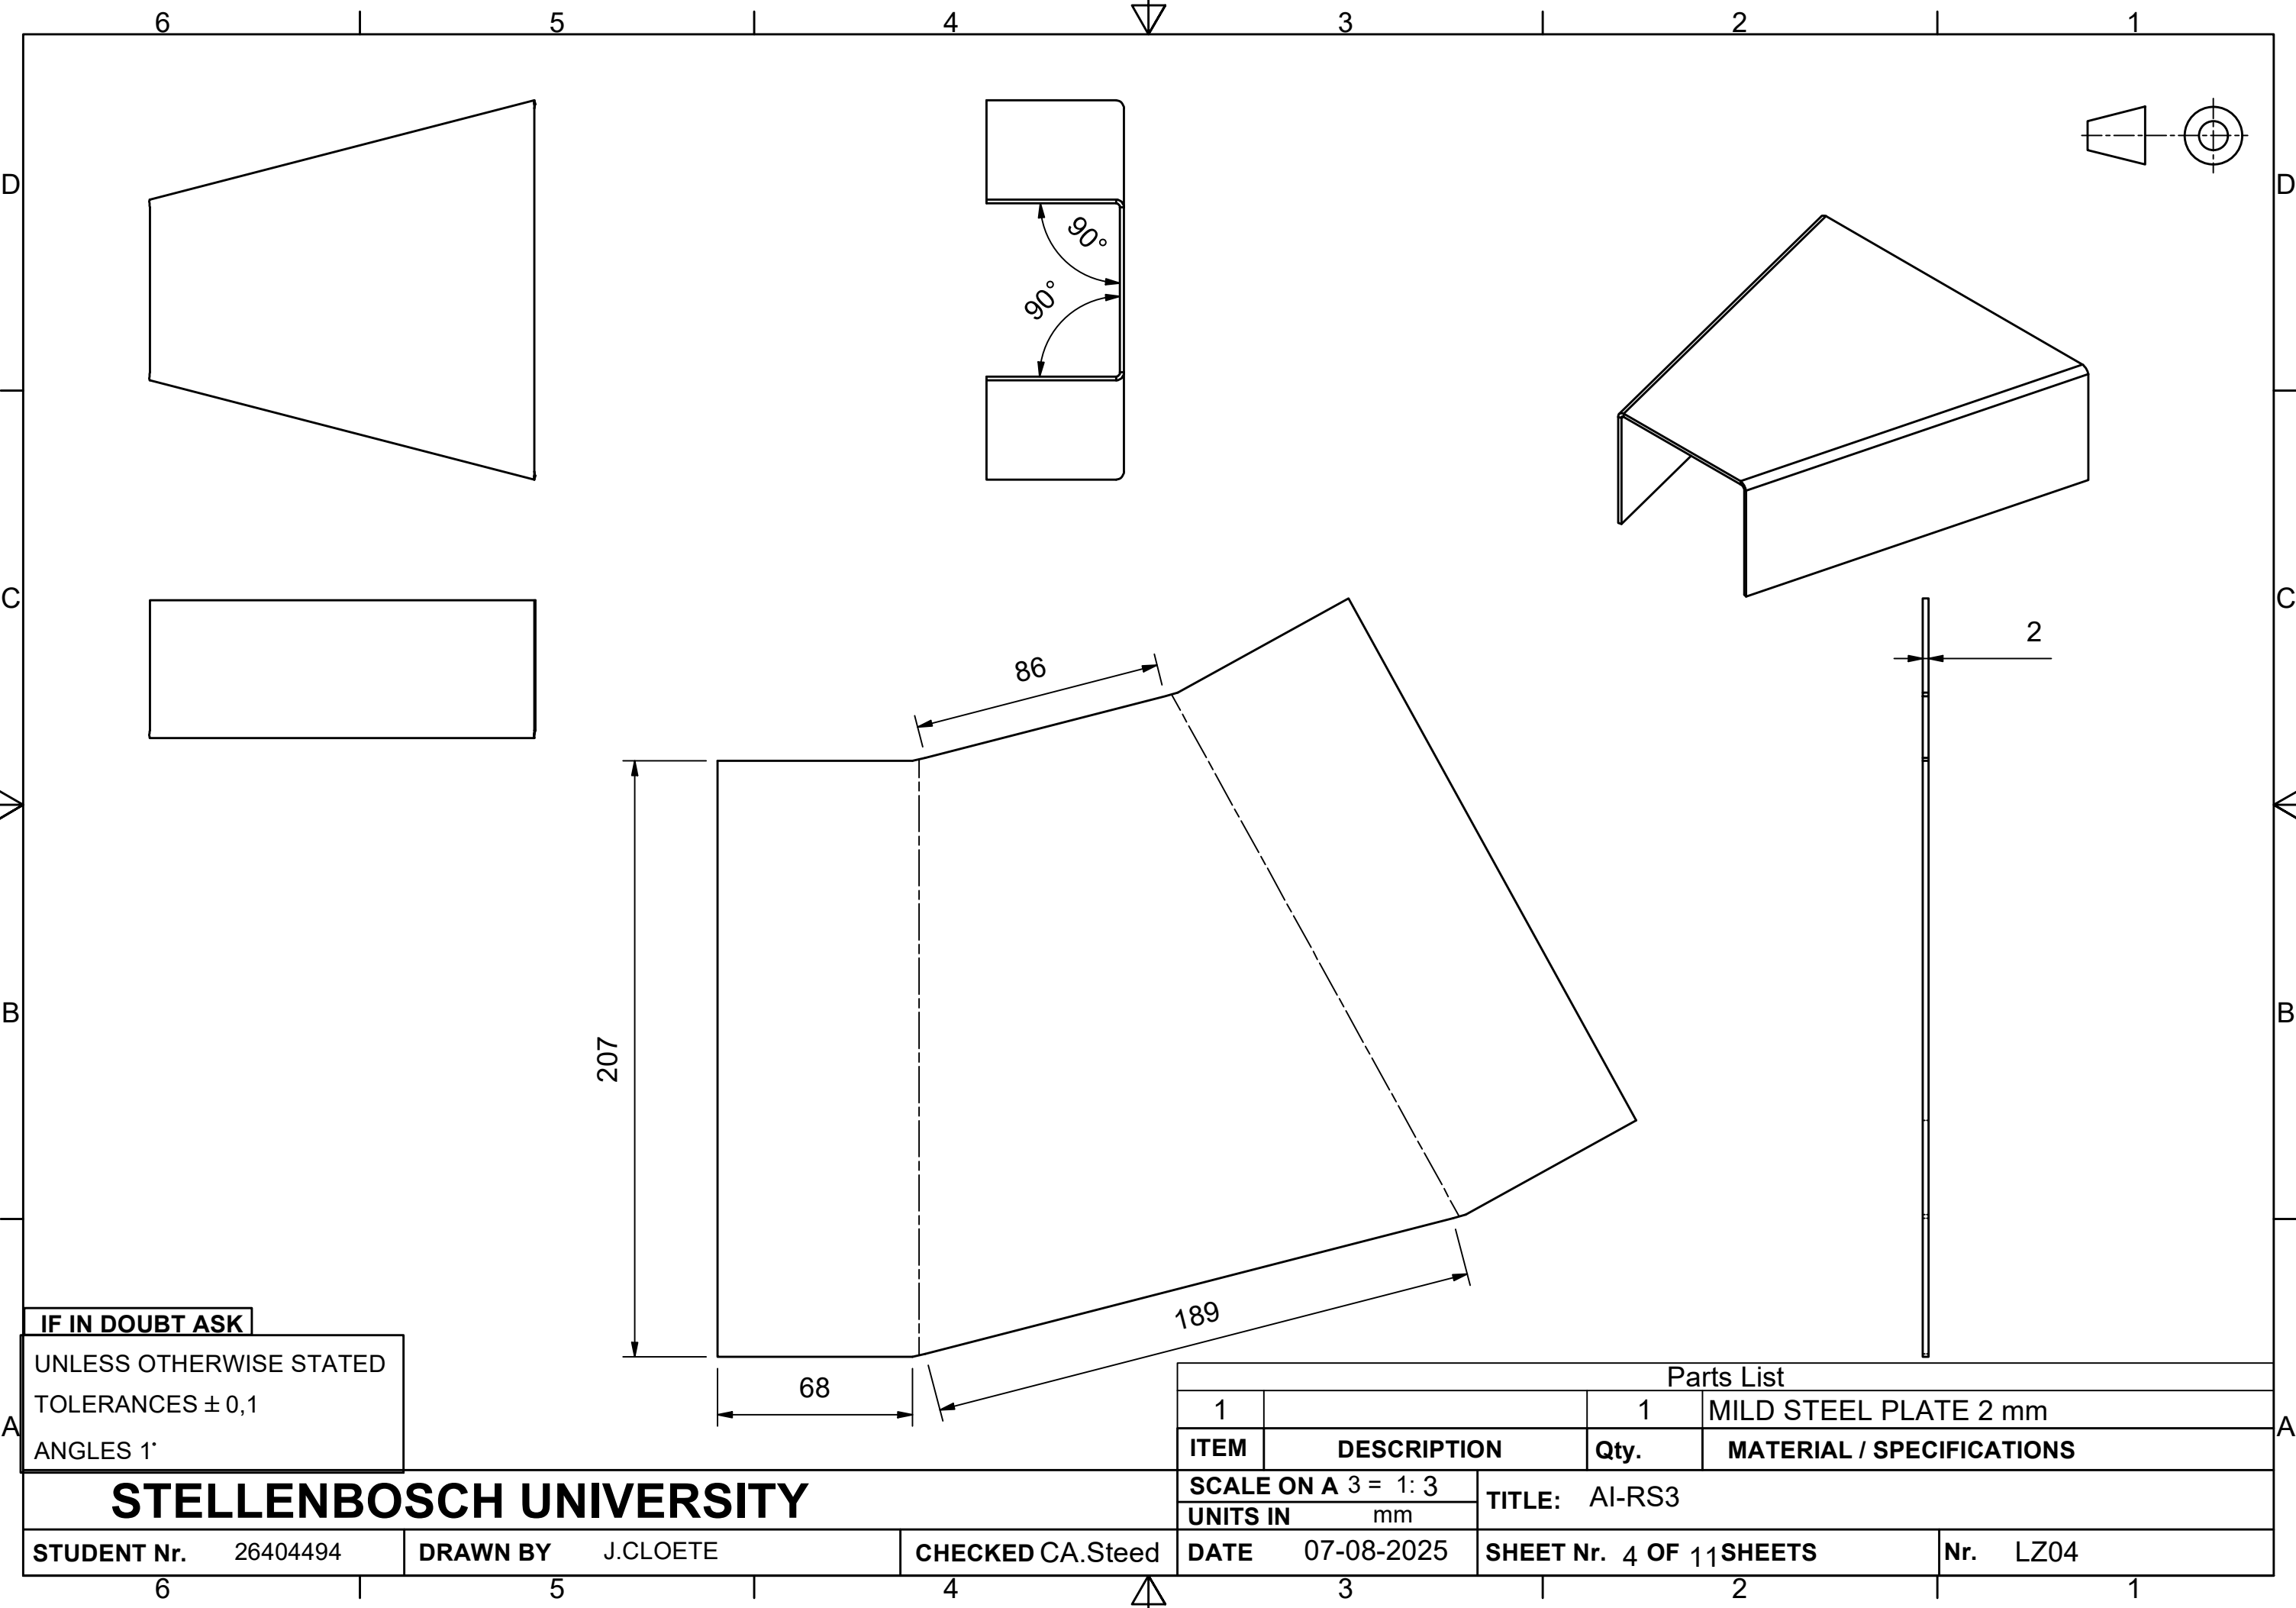 6 5 4 3 2 1
D D
90°
90°
C C
2
86
207
B B
189
68
IF IN DOUBT ASK
UNLESS OTHERWISE STATED
TOLERANCES ± 0,1
ANGLES 1°
A A
Parts List
1 1 MILD STEEL PLATE 2 mm
ITEM DESCRIPTION Qty. MATERIAL / SPECIFICATIONS
STELLENBOSCH UNIVERSITY
SCALE ON A 3 = 1: 3
UNITS IN mm
TITLE: AI-RS3
STUDENT Nr. 26404494 DRAWN BY J.CLOETE CHECKED CA.Steed DATE 07-08-2025 SHEET Nr. 4 OF 11 SHEETS Nr. LZ04
6 5 4 3 2 1